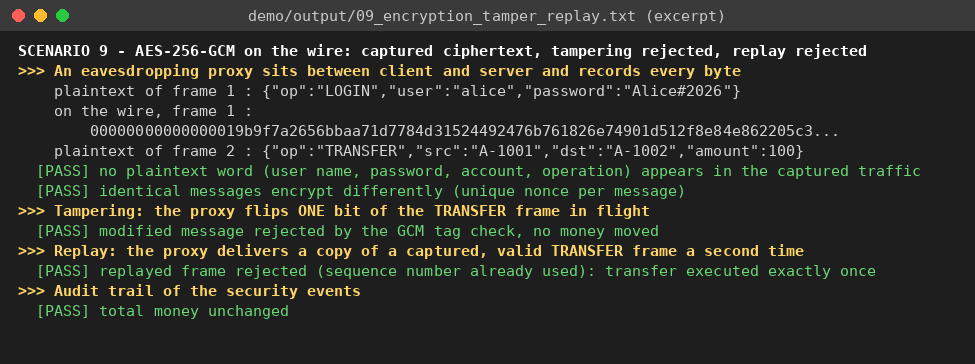 demo/output/09_encryption_tamper_replay.txt (excerpt)
SCENARIO 9 - AES-256-GCM on the wire: captured ciphertext, tampering rejected, replay rejected
>>> An eavesdropping proxy sits between client and server and records every byte
plaintext of frame 1 : {"op":"LOGIN","user":"alice","password":"Alice#2026"}
on the wire, frame 1 :
00000000000000019b9f7a2656bbaa71d7784d31524492476b761826e74901d512f8e84e862205c3...
plaintext of frame 2 : {"op":"TRANSFER","src":"A-1001","dst":"A-1002","amount":100}
[PASS] no plaintext word (user name, password, account, operation) appears in the captured traffic
[PASS] identical messages encrypt differently (unique nonce per message)
>>> Tampering: the proxy flips ONE bit of the TRANSFER frame in flight
[PASS] modified message rejected by the GCM tag check, no money moved
>>> Replay: the proxy delivers a copy of a captured, valid TRANSFER frame a second time
[PASS] replayed frame rejected (sequence number already used): transfer executed exactly once
>>> Audit trail of the security events
[PASS] total money unchanged